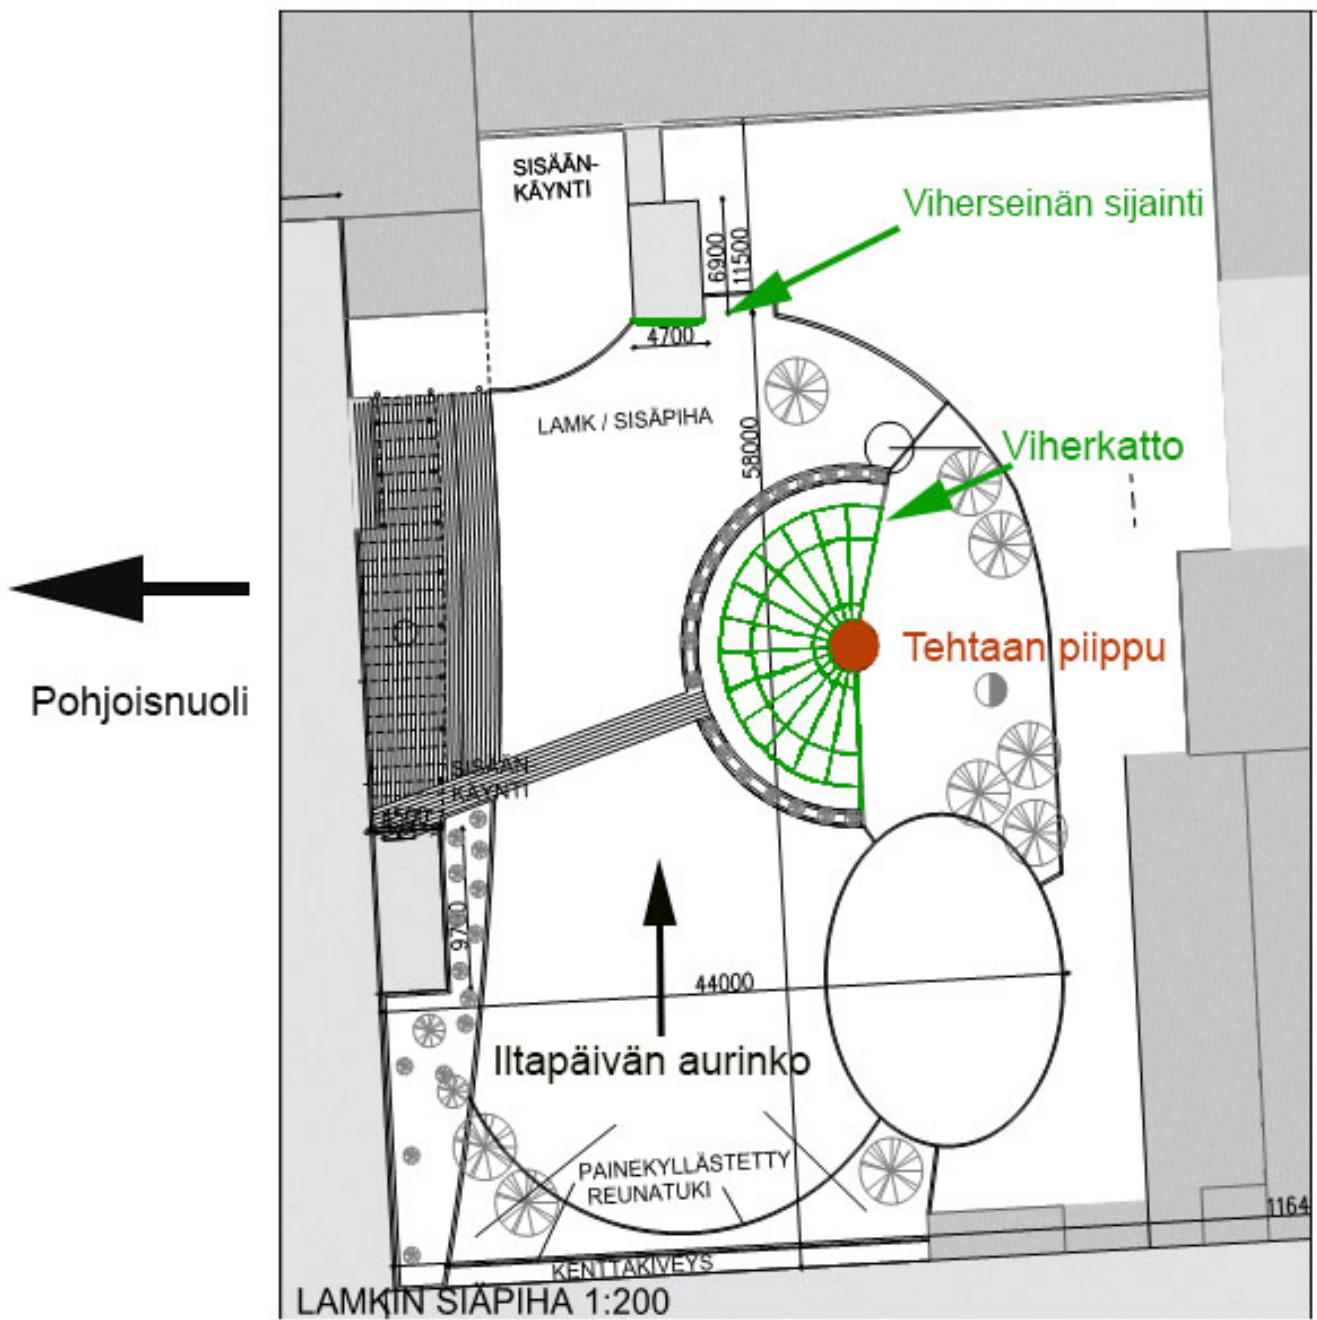 SISÄÄN-
KÄYNTI
Viherseinän sijainti
6900
11500
4700
LAMK / SISÄPIHA
58000
Viherkatto
Tehtaan piippu
Pohjoisnuoli
SISÄÄN
KÄYNTI
9770
44000
Iltapäivän aurinko
PAINEKYLLÄSTETTY
REUNATUKI
1164
KENTTÄKIVEYS
LAMKIN SIÄPIHA 1:200